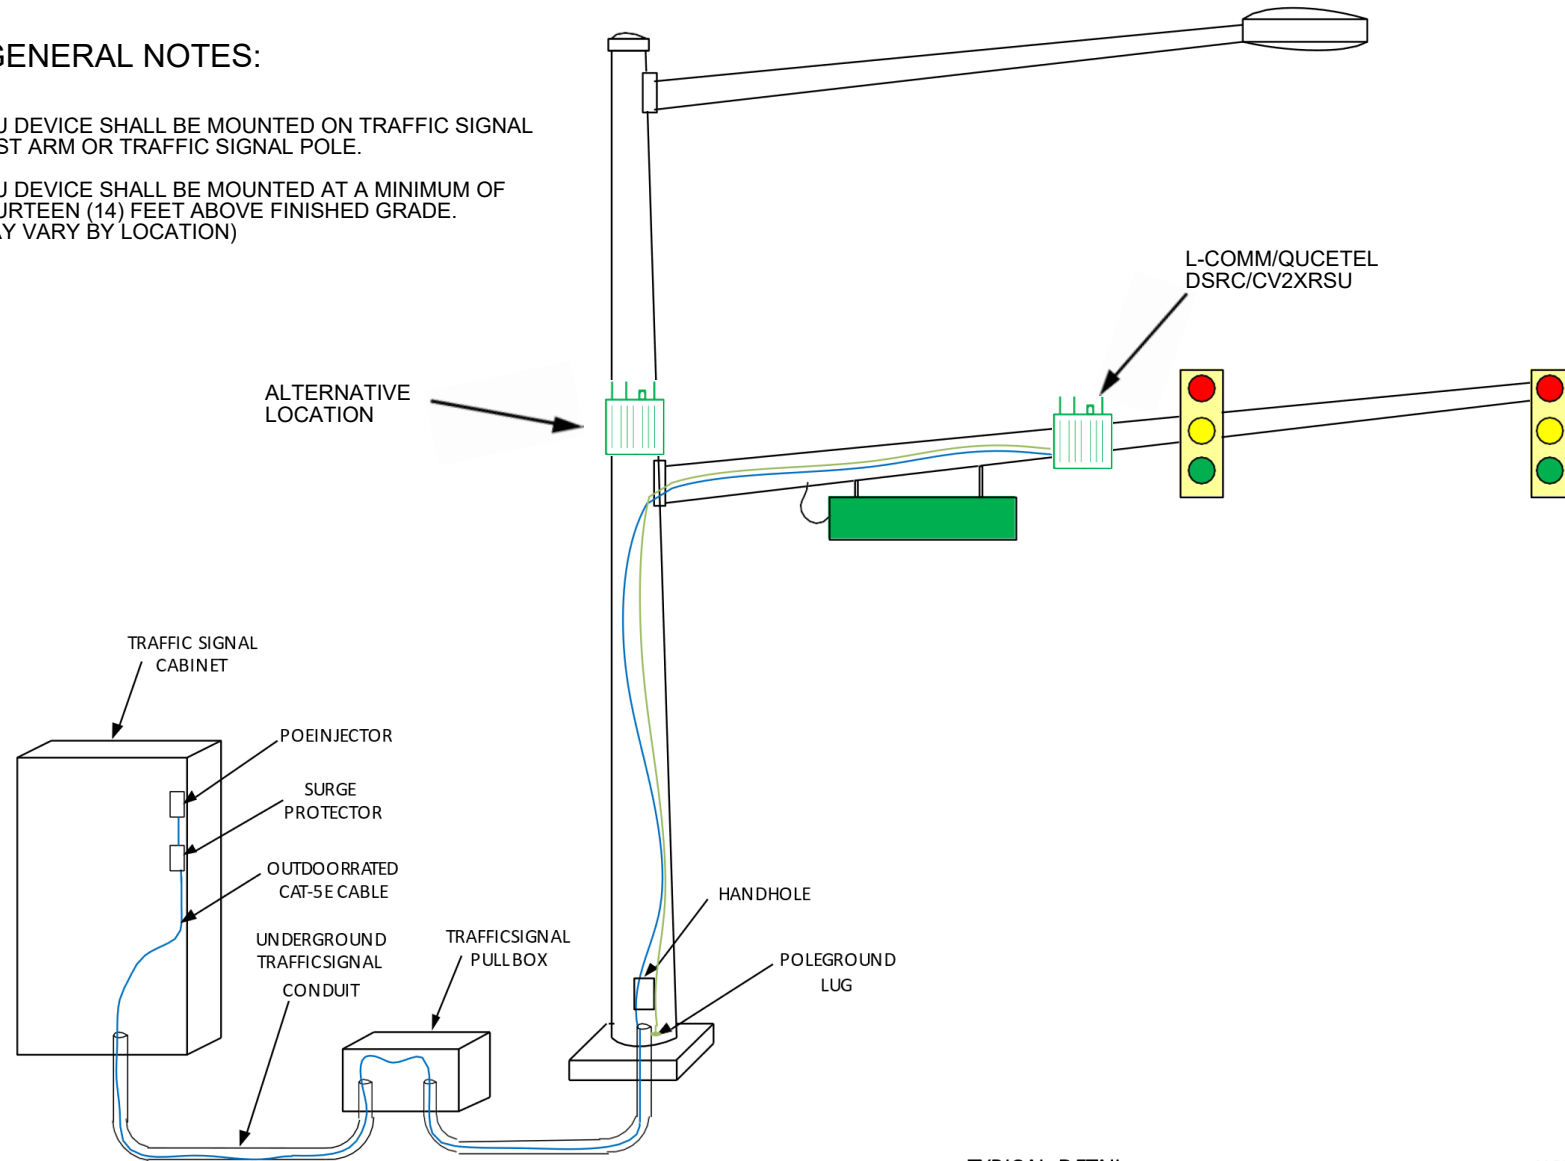 GENERAL NOTES:
U DEVICE SHALL BE MOUNTED ON TRAFFIC SIGNAL
ST ARM OR TRAFFIC SIGNAL POLE.
U DEVICE SHALL BE MOUNTED AT A MINIMUM OF
URTEEN (14) FEET ABOVE FINISHED GRADE.
AY VARY BY LOCATION)
L-COMM/QUCETEL
DSRC/CV2XRSU
ALTERNATIVE
LOCATION
TRAFFIC SIGNAL
CABINET
POEINJECTOR
SURGE
PROTECTOR
OUTDOORRATED
CAT-5E CABLE
UNDERGROUND
TRAFFICSIGNAL
CONDUIT
TRAFFICSIGNAL
PULLBOX
HANDHOLE
POLEGROUND
LUG
TYPICAL DETAIL